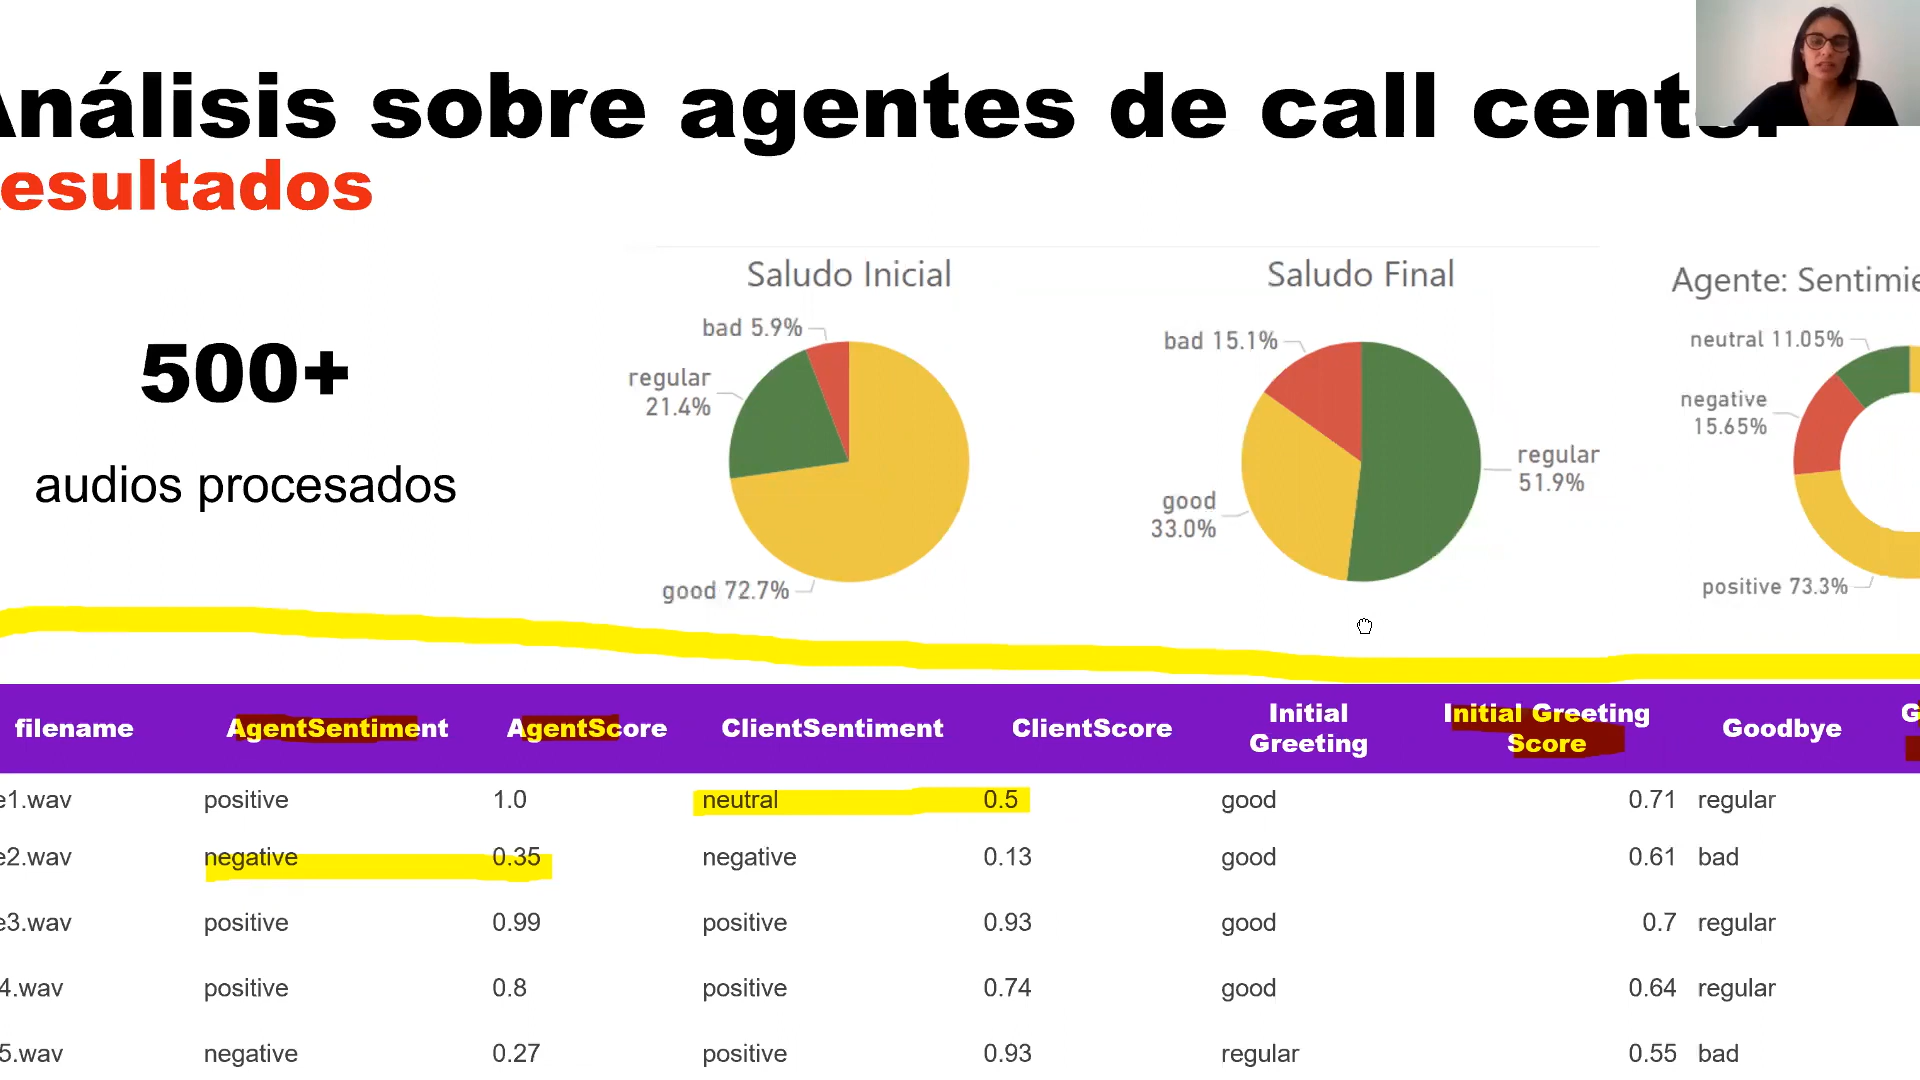 Análisis sobre agentes de call center
esultados
500+
audios procesados
Saludo Inicial
bad 5.9%
regular
21.4%
good 72.7%
Saludo Final
bad 15.1%
good
33.0%
regular
51.9%
Agente: Sentimie
neutral 11.05%
negative
15.65%
positive 73.3%
filename AgentSentiment AgentScore ClientSentiment ClientScore Initial Greeting Initial Greeting Score Goodbye G
e1.wav positive 1.0 neutral 0.5 good 0.71 regular
e2.wav negative 0.35 negative 0.13 good 0.61 bad
e3.wav positive 0.99 positive 0.93 good 0.7 regular
4.wav positive 0.8 positive 0.74 good 0.64 regular
5.wav negative 0.27 positive 0.93 regular 0.55 bad